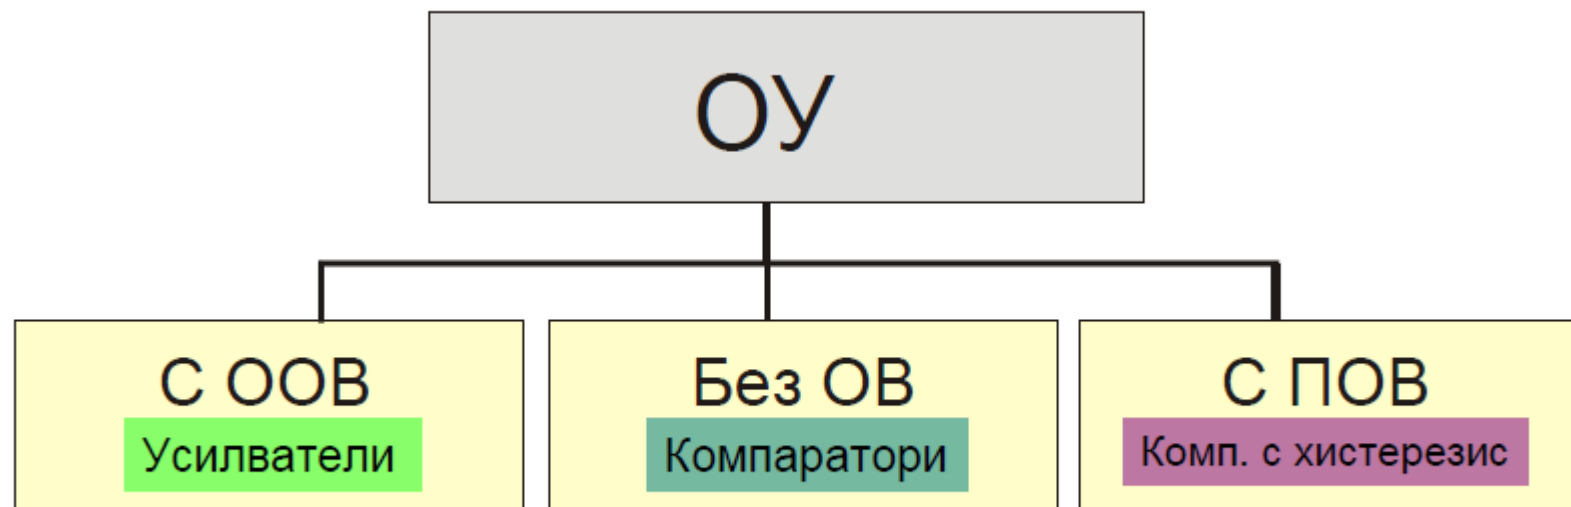 ОУ
С ООВ
Усилватели
Без ОВ
Компаратори
С ПОВ
Комп. с хистерезис